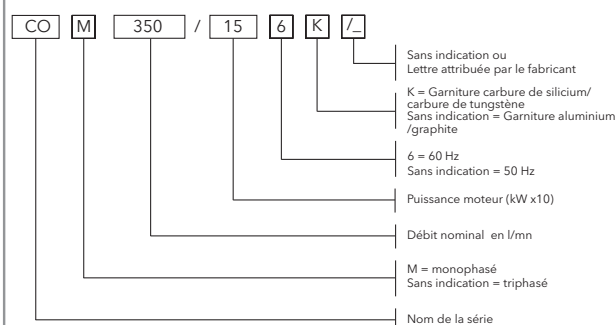 CO M 350 / 15 6 K /_
Sans indication ou
Lettre attribuée par le fabricant
K = Garniture carbure de silicium/
carbure de tungstène
Sans indication = Garniture aluminium
/graphite
6 = 60 Hz
Sans indication = 50 Hz
Puissance moteur (kW x10)
Débit nominal en l/mn
M = monophasé
Sans indication = triphasé
Nom de la série